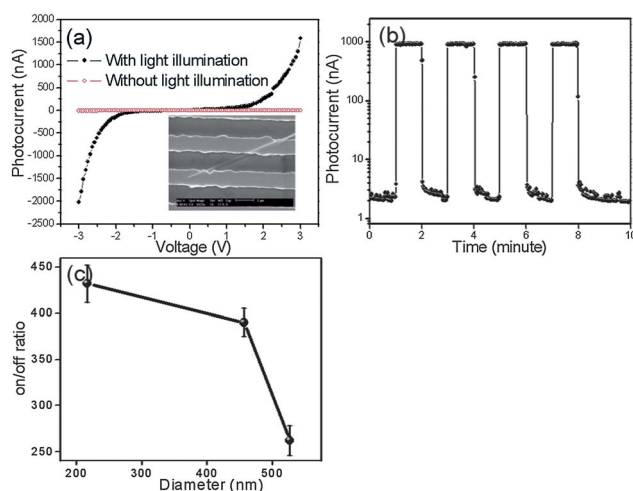 (a)
With light illumination
Without light illumination
Photocurrent (nA)
2000
1500
1000
500
0
-500
-1000
-1500
-2000
-2500
-3 -2 -1 0 1 2 3
Voltage (V)
(b)
Photocurrent (nA)
1000
100
10
1
0 2 4 6 8 10
Time (minute)
(c)
on/off ratio
450
400
350
300
250
200 300 400 500
Diameter (nm)